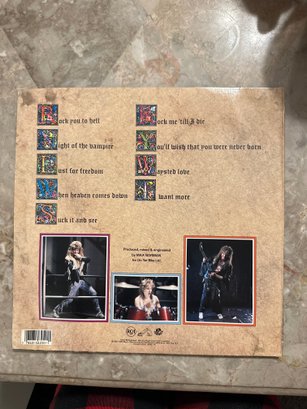 Rock you to hell
Night of the vampire
Lust for freedom
When heaven comes down
Suck it and see
Rock me 'till I die
You'll wish that you were never born
Waysted love
I want more
Produced, mixed & engineered
by MAX NORMAN
RCA